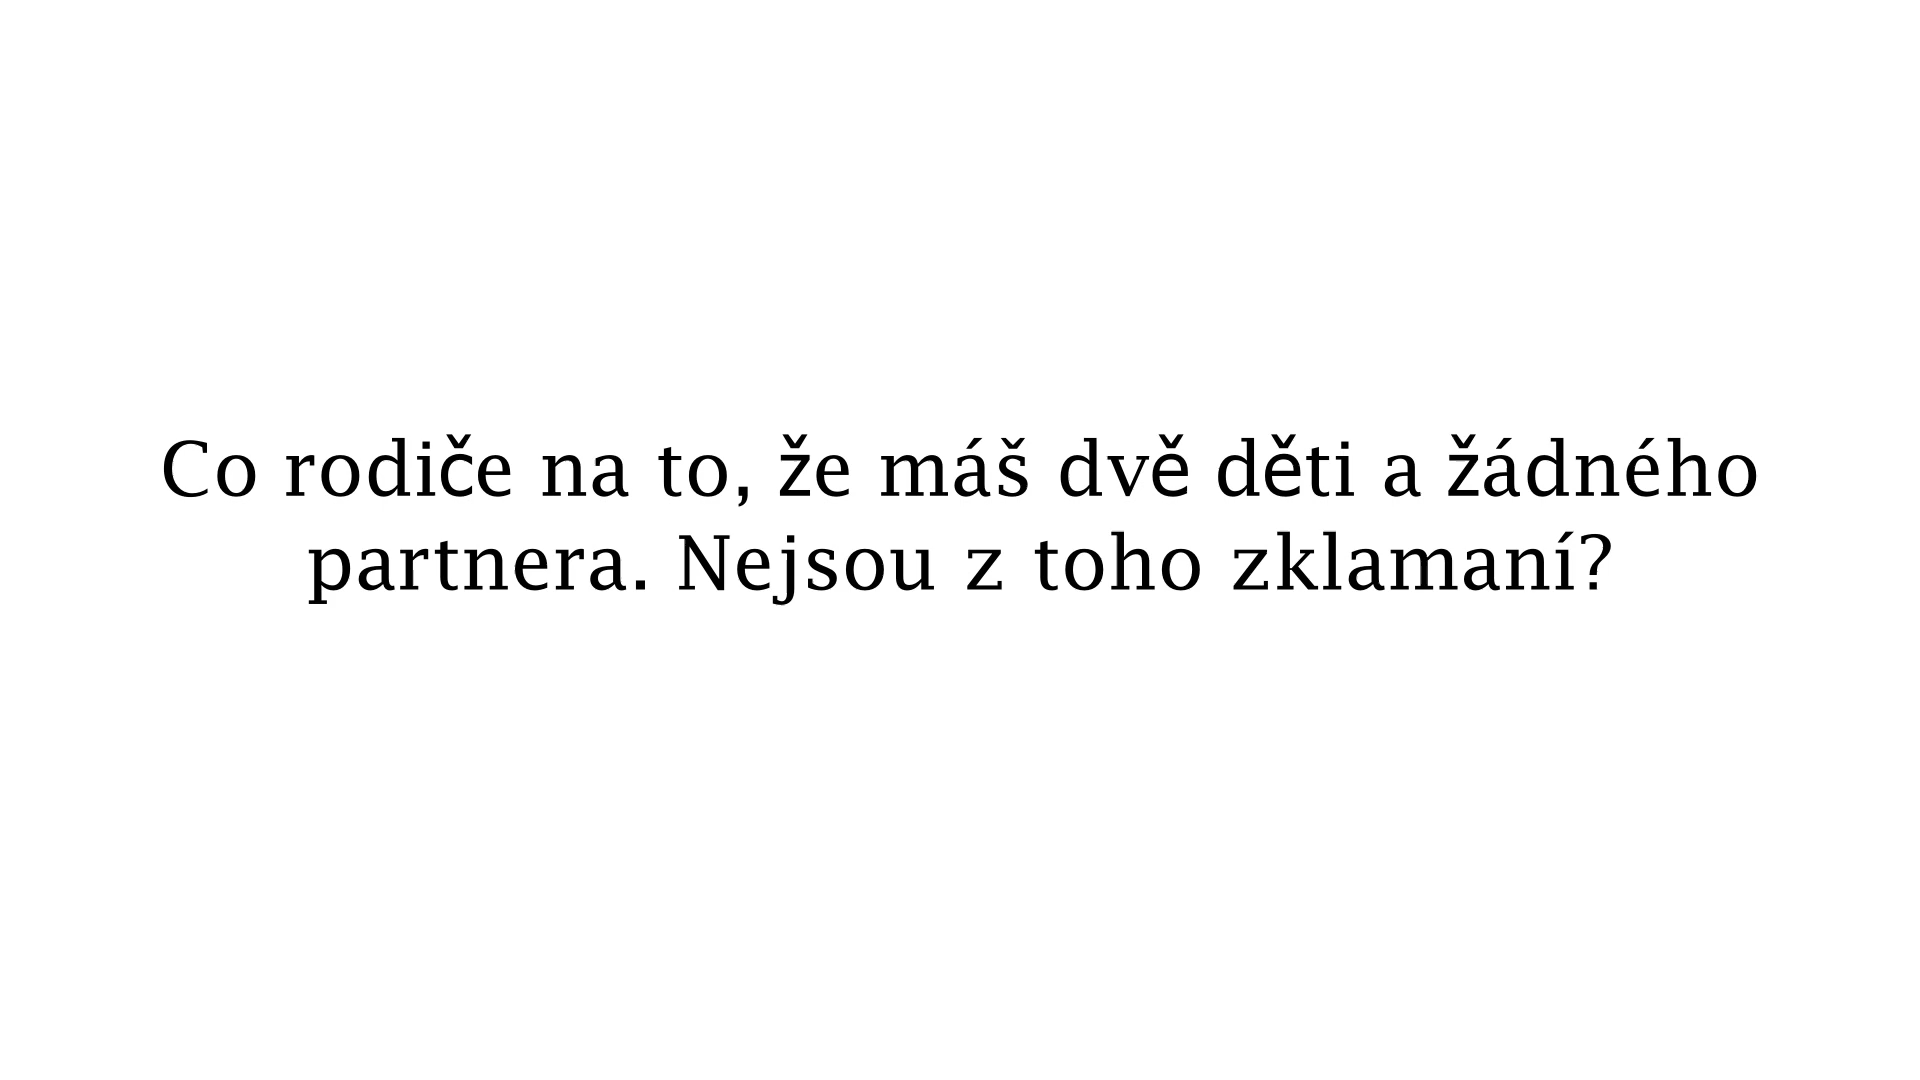 Co rodiče na to, že máš dvě děti a žádného
partnera. Nejsou z toho zklamaní?